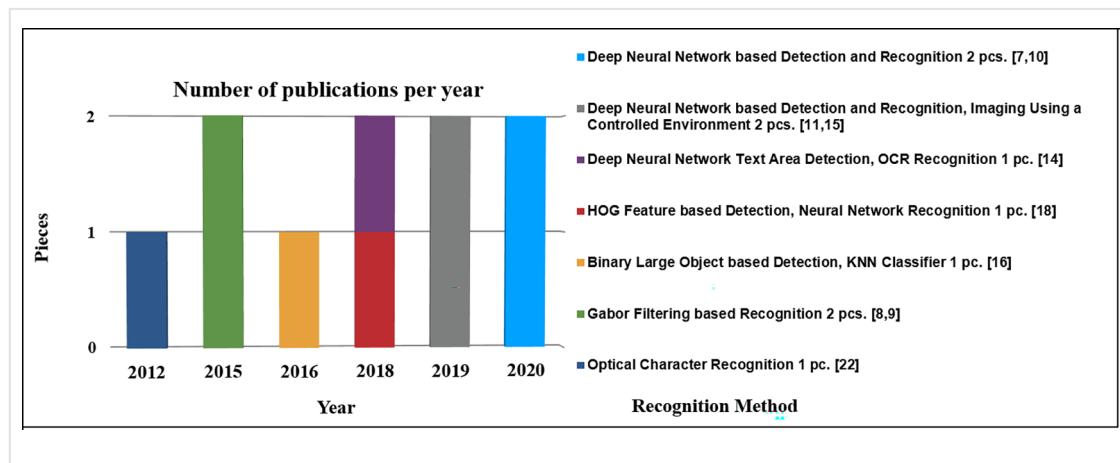 Number of publications per year
2
1
0
Pieces
2012 2015 2016 2018 2019 2020
Year
Deep Neural Network based Detection and Recognition 2 pcs. [7,10]
Deep Neural Network based Detection and Recognition, Imaging Using a
Controlled Environment 2 pcs. [11,15]
Deep Neural Network Text Area Detection, OCR Recognition 1 pc. [14]
HOG Feature based Detection, Neural Network Recognition 1 pc. [18]
Binary Large Object based Detection, KNN Classifier 1 pc. [16]
Gabor Filtering based Recognition 2 pcs. [8,9]
Optical Character Recognition 1 pc. [22]
Recognition Method